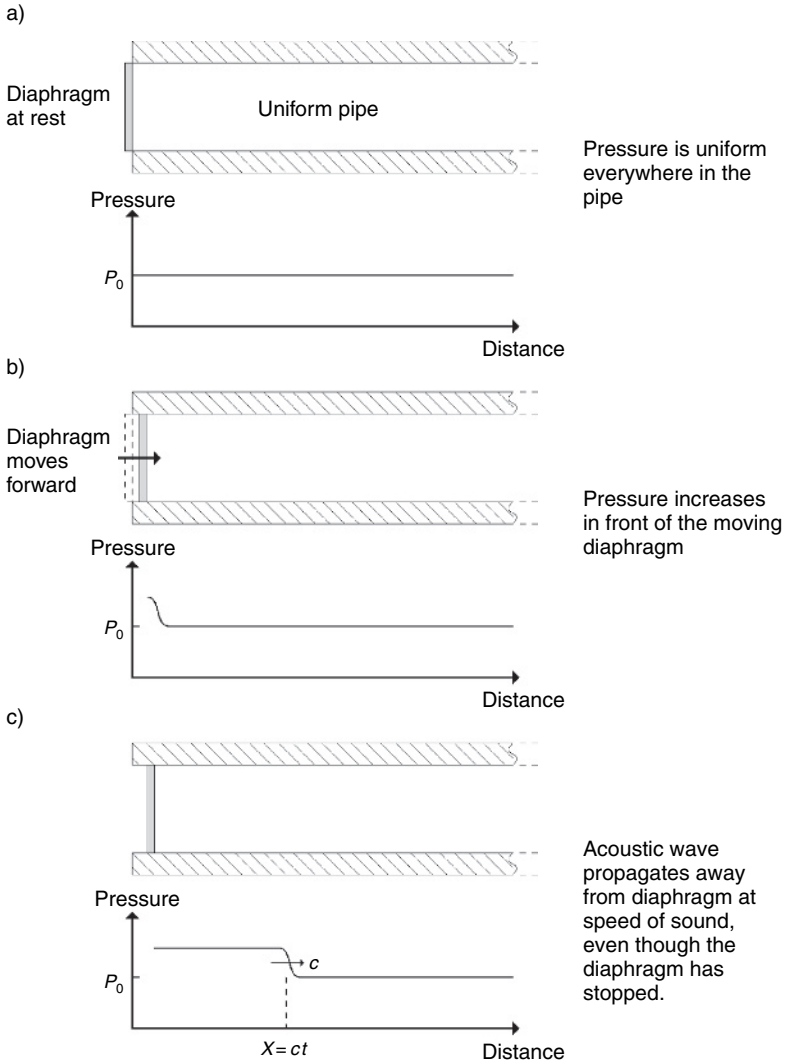 a)
Diaphragm
at rest
Uniform pipe
Pressure is uniform
everywhere in the
pipe
Pressure
P₀
Distance
b)
Diaphragm
moves
forward
Pressure increases
in front of the moving
diaphragm
Pressure
P₀
Distance
c)
Acoustic wave
propagates away
from diaphragm at
speed of sound,
even though the
diaphragm has
stopped.
Pressure
c
P₀
X = ct
Distance